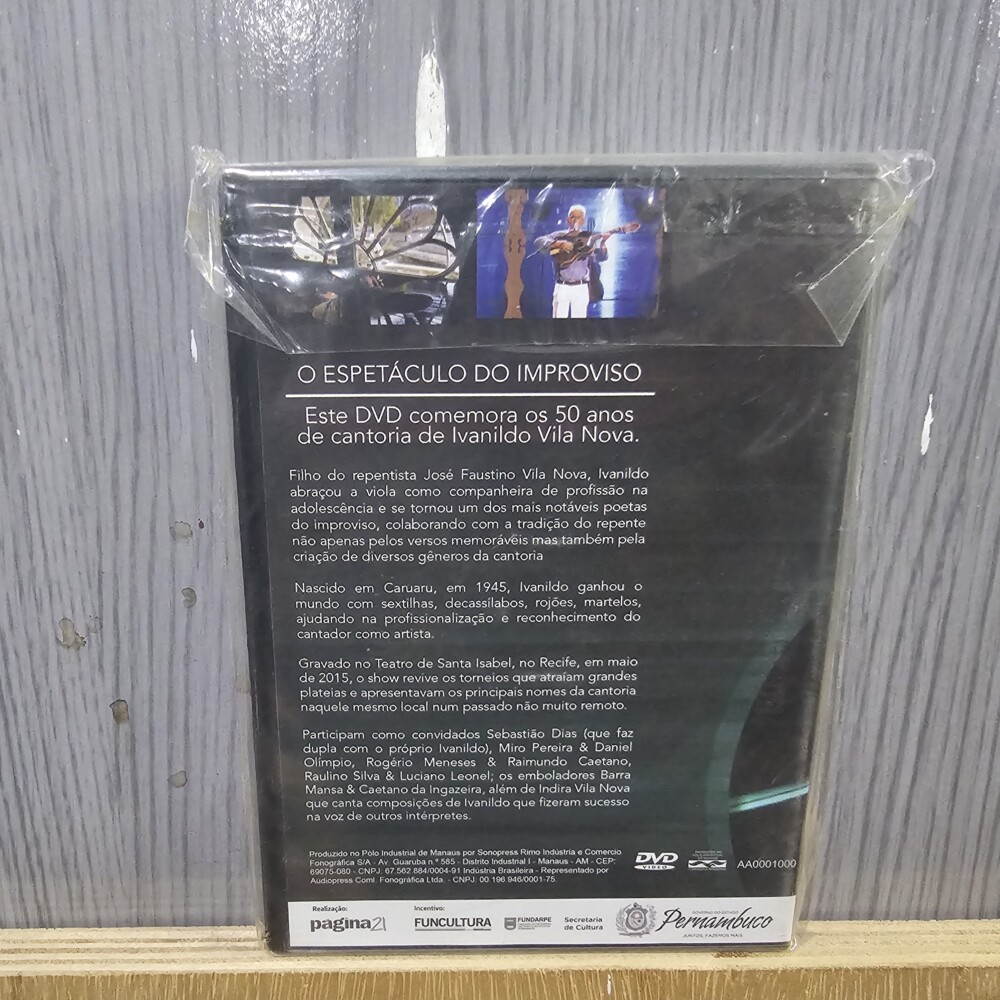 O ESPETÁCULO DO IMPROVISO
Este DVD comemora os 50 anos
de cantoria de Ivanildo Vila Nova.
Filho do repentista José Faustino Vila Nova, Ivanildo
abraçou a viola como companheira de profissão na
adolescência e se tornou um dos mais notáveis poetas
do improviso, colaborando com a tradição do repente
não apenas pelos versos memoráveis mas também pela
criação de diversos gêneros da cantoria
Nascido em Caruaru, em 1945, Ivanildo ganhou o
mundo com sextilhas, decassílabos, rojões, martelos,
ajudando na profissionalização e reconhecimento do
cantador como artista.
Gravado no Teatro de Santa Isabel, no Recife, em maio
de 2015, o show revive os torneios que atraíam grandes
plateias e apresentavam os principais nomes da cantoria
naquele mesmo local num passado não muito remoto.
Participam como convidados Sebastião Dias (que faz
dupla com o próprio Ivanildo), Miro Pereira & Daniel
Olímpio, Rogério Meneses & Raimundo Caetano,
Raulino Silva & Luciano Leonel; os emboladores Barra
Mansa & Caetano da Ingazeira, além de Indira Vila Nova
que canta composições de Ivanildo que fizeram sucesso
na voz de outros intérpretes.
Produzido no Pólo Industrial de Manaus por Sonopress Rimo Indústria e Comercio
Fonográfica S/A - Av. Guaruba n.º 585 - Distrito Industrial I - Manaus - AM - CEP:
69075-080 - CNPJ. 67.562.884/0004-91 Indústria Brasileira - Representado por
Audiopress Coml. Fonográfica Ltda. - CNPJ. 00.196.946/0001-75.
DVD VIDEO
AA0001000
Realização: Incentivo:
pagina21 FUNCULTURA FUNDARPE Secretaria de Cultura GOVERNO DO ESTADO Pernambuco JUNTOS, FAZEMOS MAIS.